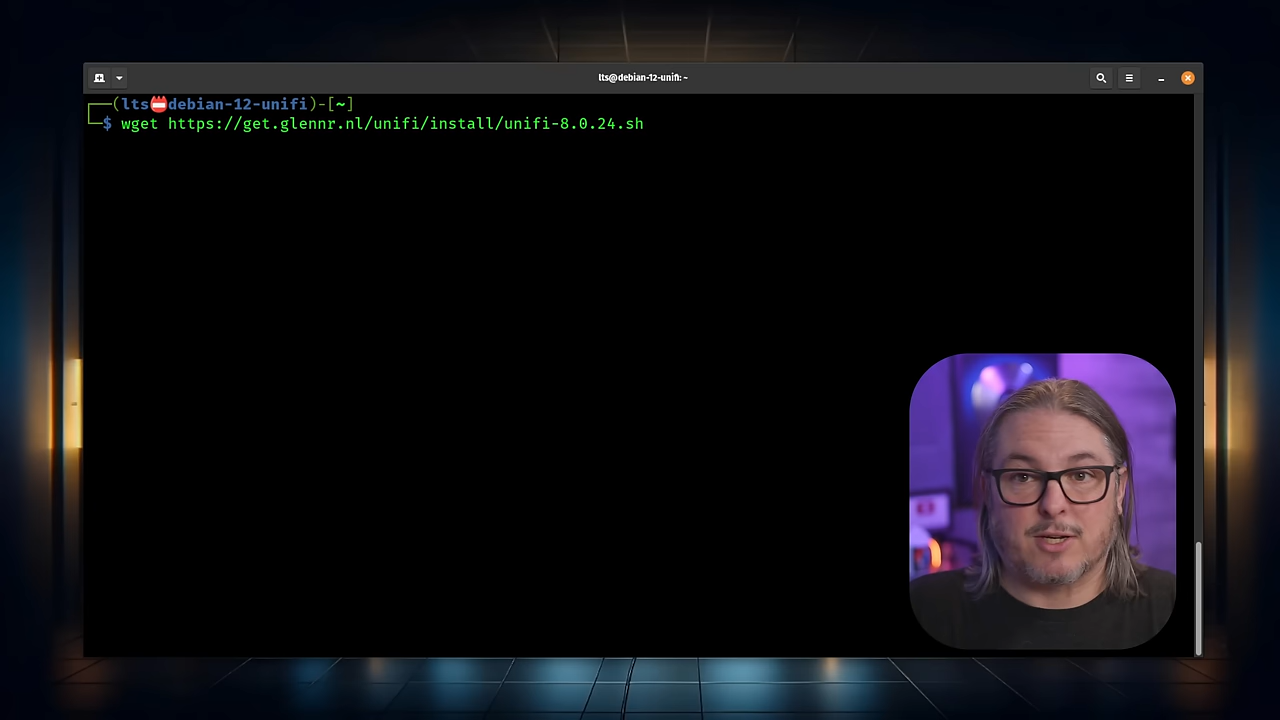 lts@debian-12-unifi: ~
┌──(lts📛debian-12-unifi)-[~]
└─$ wget https://get.glennr.nl/unifi/install/unifi-8.0.24.sh